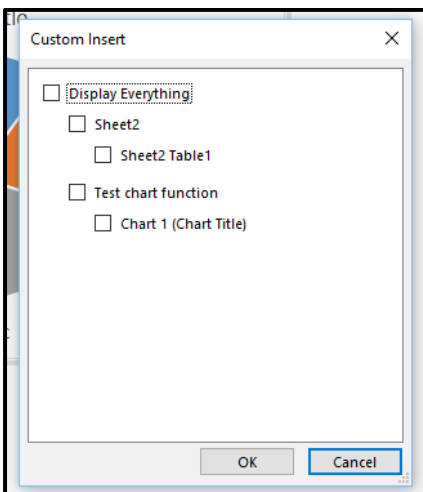 Custom Insert
Display Everything
Sheet2
Sheet2 Table1
Test chart function
Chart 1 (Chart Title)
OK
Cancel